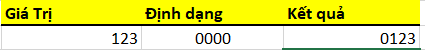 Giá Trị Định dạng Kết quả
123 0000 0123